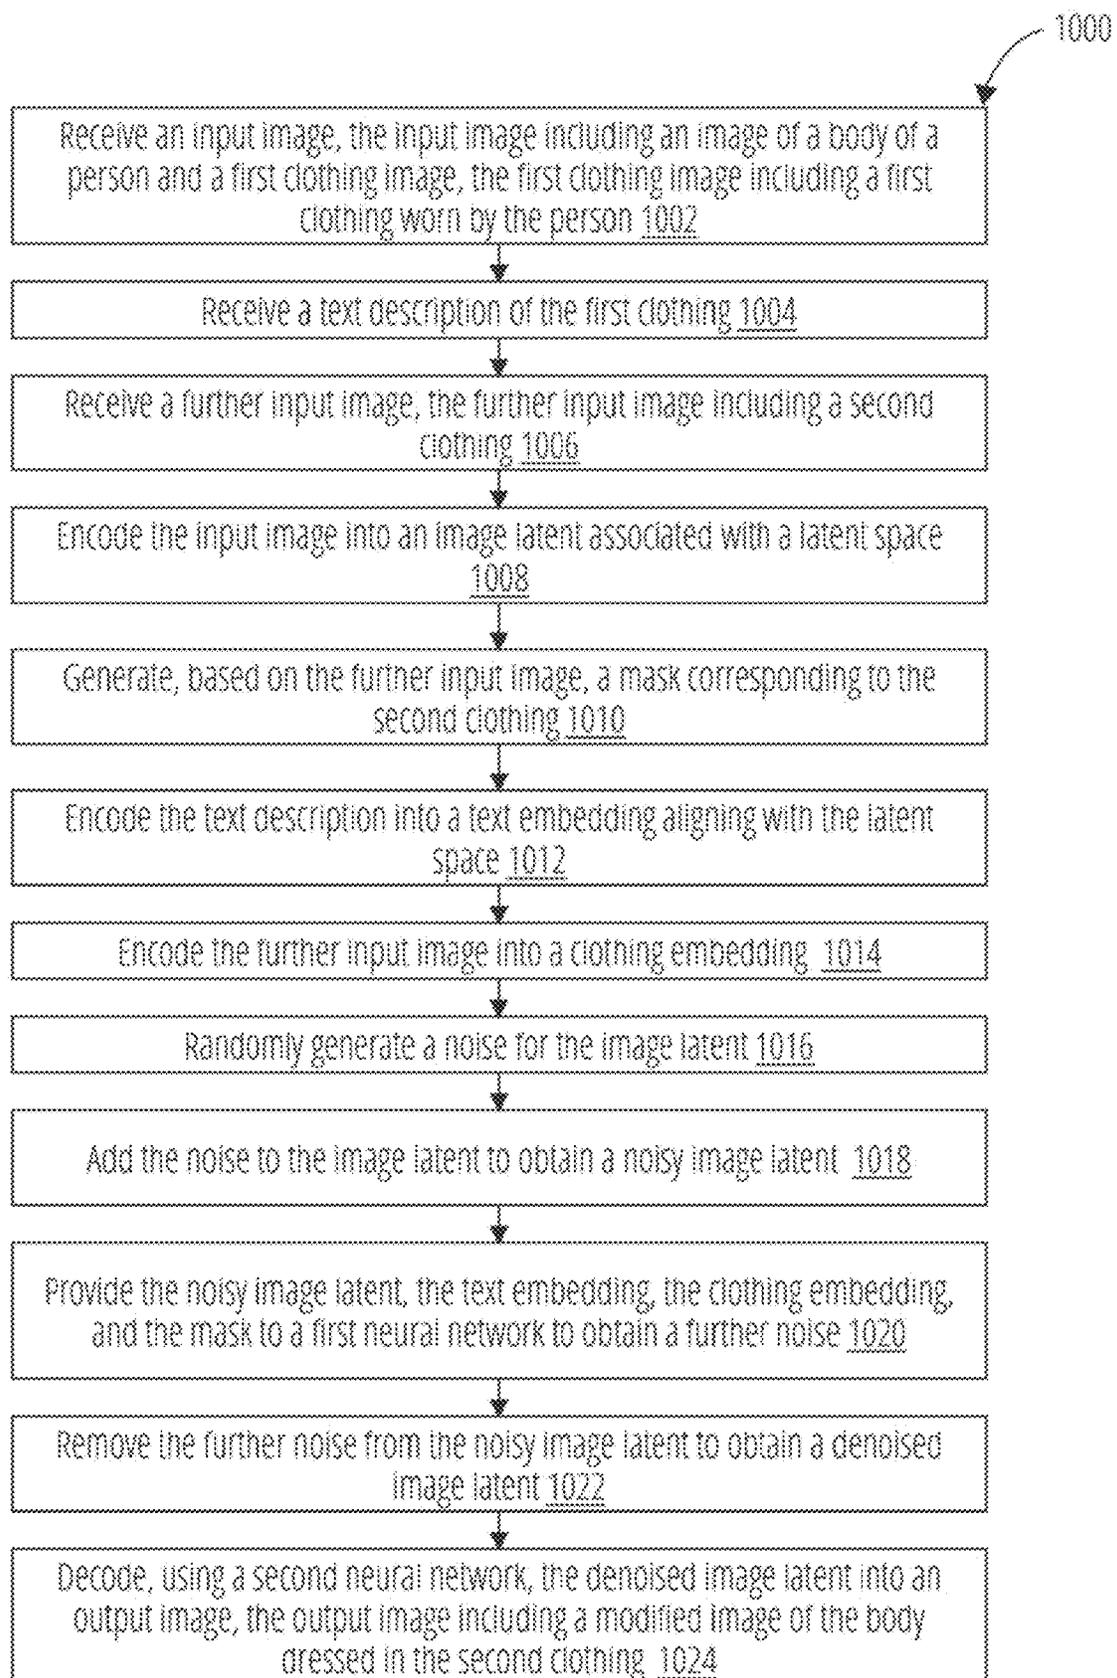 1000
Receive an input image, the input image including an image of a body of a
person and a first clothing image, the first clothing image including a first
clothing worn by the person 1002
Receive a text description of the first clothing 1004
Receive a further input image, the further input image including a second
clothing 1006
Encode the input image into an image latent associated with a latent space
1008
Generate, based on the further input image, a mask corresponding to the
second clothing 1010
Encode the text description into a text embedding aligning with the latent
space 1012
Encode the further input image into a clothing embedding 1014
Randomly generate a noise for the image latent 1016
Add the noise to the image latent to obtain a noisy image latent 1018
Provide the noisy image latent, the text embedding, the clothing embedding,
and the mask to a first neural network to obtain a further noise 1020
Remove the further noise from the noisy image latent to obtain a denoised
image latent 1022
Decode, using a second neural network, the denoised image latent into an
output image, the output image including a modified image of the body
dressed in the second clothing 1024